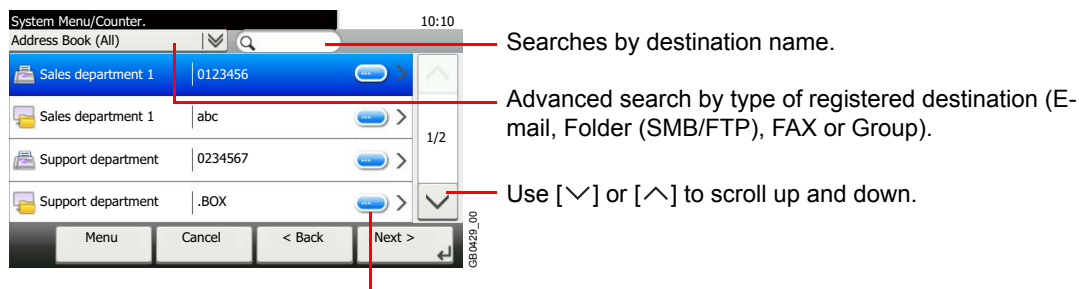 System Menu/Counter.
10:10
Address Book (All)
Sales department 1 0123456
Sales department 1 abc
Support department 0234567
Support department .BOX
1/2
Menu Cancel < Back Next >
GB0429_00
Searches by destination name.
Advanced search by type of registered destination (E-
mail, Folder (SMB/FTP), FAX or Group).
Use [∨] or [∧] to scroll up and down.